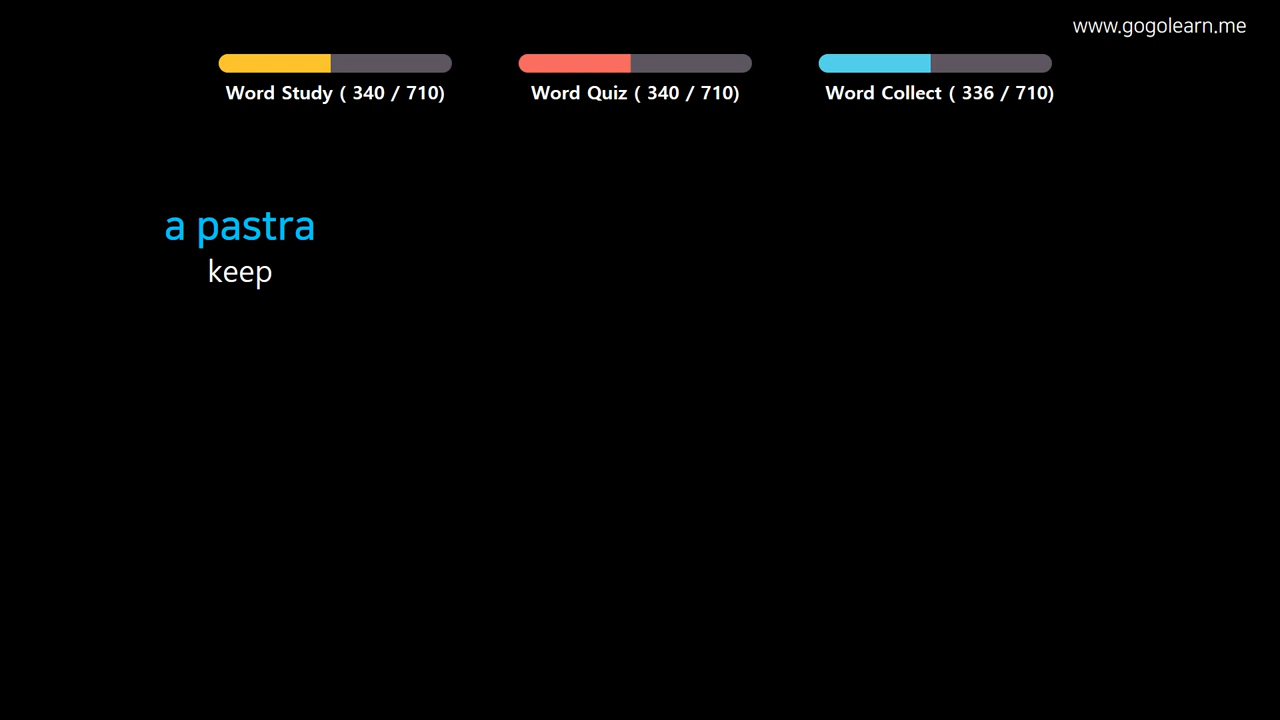 www.gogolearn.me
Word Study ( 340 / 710)
Word Quiz ( 340 / 710)
Word Collect ( 336 / 710)
a pastra
keep